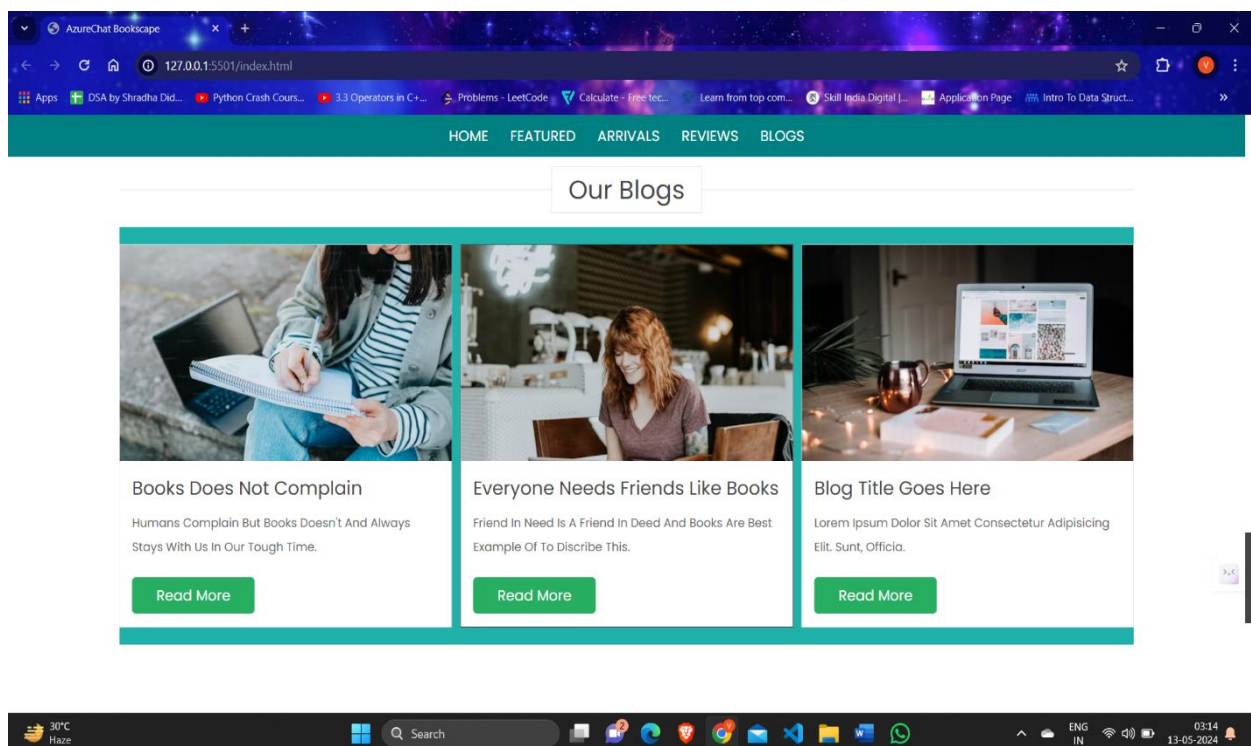 AzureChat Bookscape
127.0.0.1:5501/index.html
Apps DSA by Shradha Did... Python Crash Cours... 3.3 Operators in C+... Problems - LeetCode Calculate - Free tec... Learn from top com... Skill India Digital |... Application Page Intro To Data Struct...
HOME FEATURED ARRIVALS REVIEWS BLOGS
Our Blogs
Books Does Not Complain
Humans Complain But Books Doesn't And Always
Stays With Us In Our Tough Time.
Read More
Everyone Needs Friends Like Books
Friend In Need Is A Friend In Deed And Books Are Best
Example Of To Discribe This.
Read More
Blog Title Goes Here
Lorem Ipsum Dolor Sit Amet Consectetur Adipisicing
Elit. Sunt, Officia.
Read More
30°C
Haze
Search
2
ENG
IN
03:14
13-05-2024